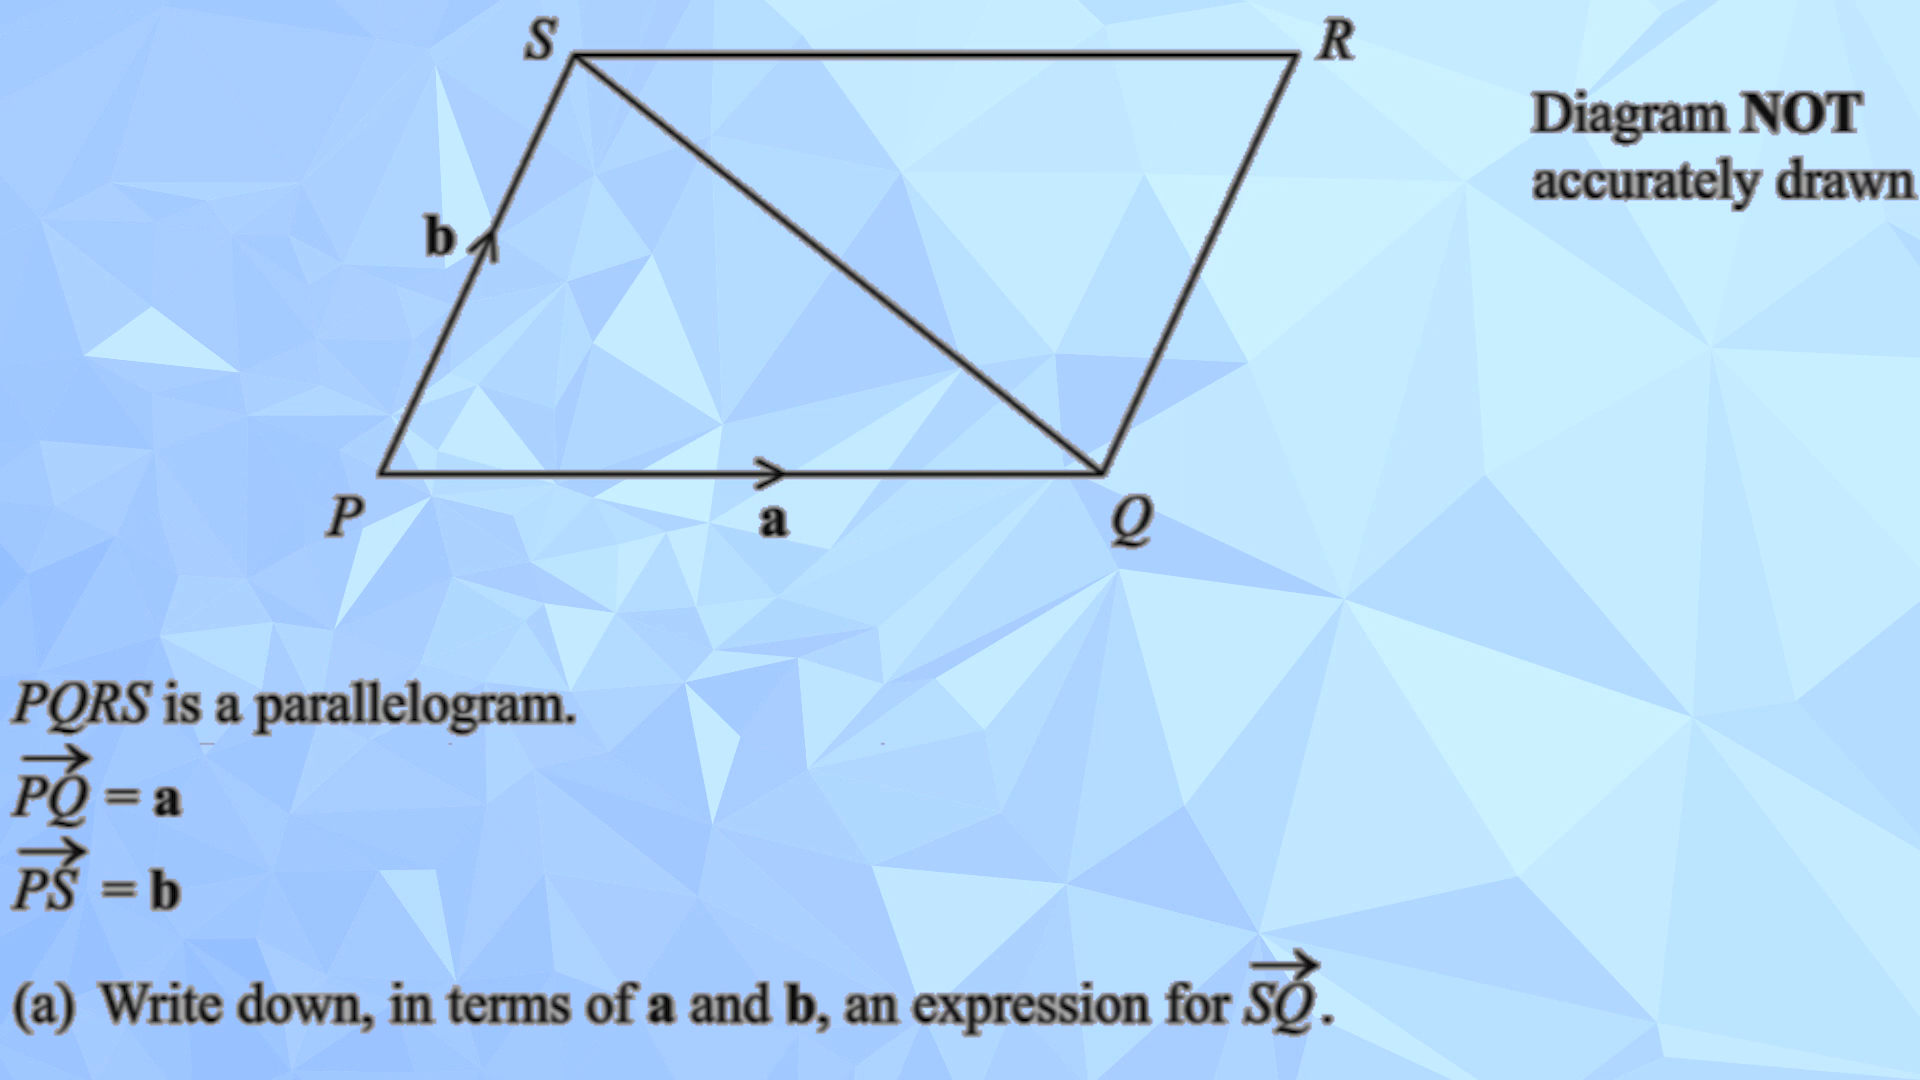 S
R
Diagram NOT
accurately drawn
b
P
a
Q
PQRS is a parallelogram.
PQ⃗ = a
PS⃗ = b
(a) Write down, in terms of a and b, an expression for SQ⃗.